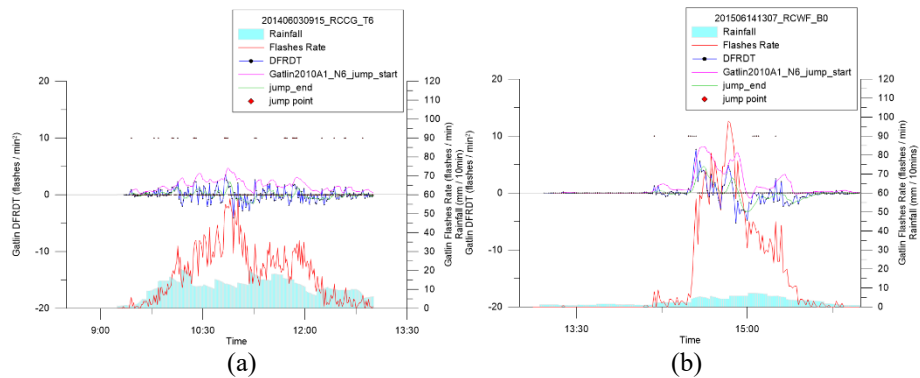 201406030915_RCCG_T6
Rainfall
Flashes Rate
DFRDT
Gatlin2010A1_N6_jump_start
jump_end
jump point
20
10
0
-10
-20
Gatlin DFRDT (flashes / min²)
120
110
100
90
80
70
60
50
40
30
20
10
0
Gatlin Flashes Rate (flashes / min)
Rainfall (mm / 10min)
Gatlin DFRDT (flashes / min²)
9:00
10:30
12:00
13:30
Time
(a)
201506141307_RCWF_B0
Rainfall
Flashes Rate
DFRDT
Gatlin2010A1_N6_jump_start
jump_end
jump point
20
10
0
-10
-20
120
110
100
90
80
70
60
50
40
30
20
10
0
Gatlin Flashes Rate (flashes / min)
Rainfall (mm / 10mins)
13:30
15:00
Time
(b)